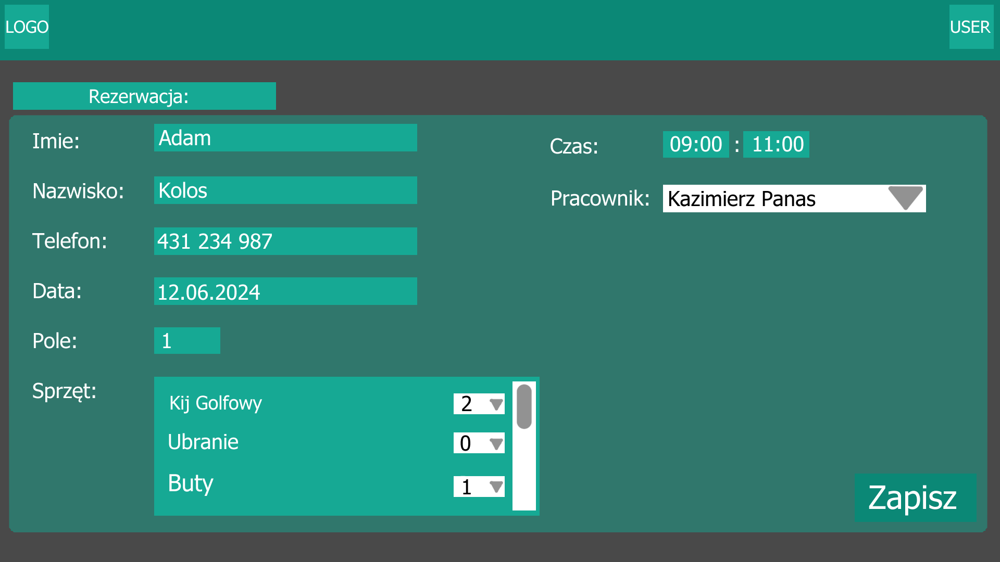 LOGO
USER
Rezerwacja:
Imie:
Adam
Nazwisko:
Kolos
Telefon:
431 234 987
Data:
12.06.2024
Pole:
1
Sprzęt:
Kij Golfowy
2
Ubranie
0
Buty
1
Czas:
09:00 : 11:00
Pracownik:
Kazimierz Panas
Zapisz